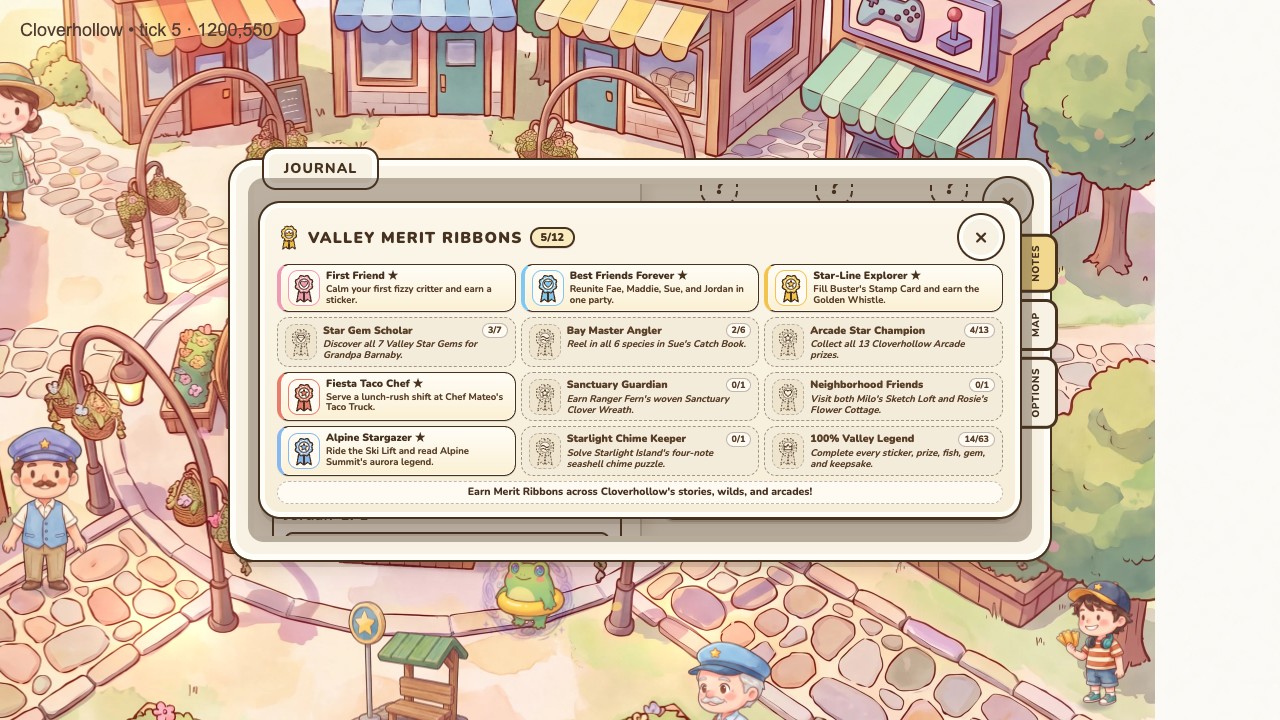 Cloverhollow • tick 5 · 1200,550
JOURNAL
VALLEY MERIT RIBBONS 5/12
×
First Friend ★
Calm your first fizzy critter and earn a
sticker.
Best Friends Forever ★
Reunite Fae, Maddie, Sue, and Jordan in
one party.
Star-Line Explorer ★
Fill Buster's Stamp Card and earn the
Golden Whistle.
Star Gem Scholar 3/7
Discover all 7 Valley Star Gems for
Grandpa Barnaby.
Bay Master Angler 2/6
Reel in all 6 species in Sue's Catch Book.
Arcade Star Champion 4/13
Collect all 13 Cloverhollow Arcade
prizes.
Fiesta Taco Chef ★
Serve a lunch-rush shift at Chef Mateo's
Taco Truck.
Sanctuary Guardian 0/1
Earn Ranger Fern's woven Sanctuary
Clover Wreath.
Neighborhood Friends 0/1
Visit both Milo's Sketch Loft and Rosie's
Flower Cottage.
Alpine Stargazer ★
Ride the Ski Lift and read Alpine
Summit's aurora legend.
Starlight Chime Keeper 0/1
Solve Starlight Island's four-note
seashell chime puzzle.
100% Valley Legend 14/63
Complete every sticker, prize, fish, gem,
and keepsake.
Earn Merit Ribbons across Cloverhollow's stories, wilds, and arcades!
NOTES
MAP
OPTIONS